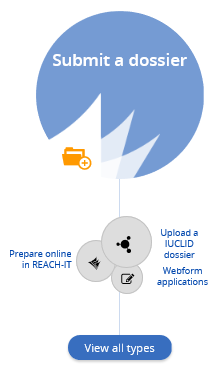 Submit a dossier
Upload a
IUCLID
dossier
Prepare online
in REACH-IT
Webform
applications
View all types